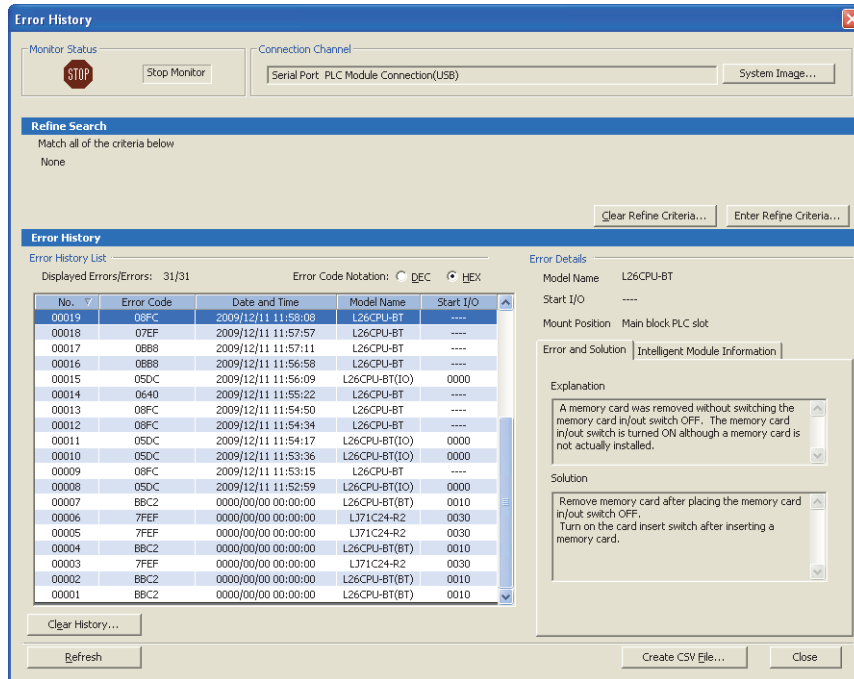 Error History
Monitor Status
STOP
Stop Monitor
Connection Channel
Serial Port PLC Module Connection(USB)
System Image...
Refine Search
Match all of the criteria below
None
Clear Refine Criteria...
Enter Refine Criteria...
Error History
Error History List
Displayed Errors/Errors: 31/31
Error Code Notation: DEC HEX
No. Error Code Date and Time Model Name Start I/O
00019 08FC 2009/12/11 11:58:08 L26CPU-BT ----
00018 07EF 2009/12/11 11:57:57 L26CPU-BT ----
00017 0BB8 2009/12/11 11:57:11 L26CPU-BT ----
00016 0BB8 2009/12/11 11:56:58 L26CPU-BT ----
00015 05DC 2009/12/11 11:56:09 L26CPU-BT(IO) 0000
00014 0640 2009/12/11 11:55:22 L26CPU-BT ----
00013 08FC 2009/12/11 11:54:50 L26CPU-BT ----
00012 08FC 2009/12/11 11:54:34 L26CPU-BT ----
00011 05DC 2009/12/11 11:54:17 L26CPU-BT(IO) 0000
00010 05DC 2009/12/11 11:53:36 L26CPU-BT(IO) 0000
00009 08FC 2009/12/11 11:53:15 L26CPU-BT ----
00008 05DC 2009/12/11 11:52:59 L26CPU-BT(IO) 0000
00007 BBC2 0000/00/00 00:00:00 L26CPU-BT(BT) 0010
00006 7FEF 0000/00/00 00:00:00 LJ71C24-R2 0030
00005 7FEF 0000/00/00 00:00:00 LJ71C24-R2 0030
00004 BBC2 0000/00/00 00:00:00 L26CPU-BT(BT) 0010
00003 7FEF 0000/00/00 00:00:00 LJ71C24-R2 0030
00002 BBC2 0000/00/00 00:00:00 L26CPU-BT(BT) 0010
00001 BBC2 0000/00/00 00:00:00 L26CPU-BT(BT) 0010
Clear History...
Error Details
Model Name L26CPU-BT
Start I/O ----
Mount Position Main block PLC slot
Error and Solution
Intelligent Module Information
Explanation
A memory card was removed without switching the
memory card in/out switch OFF. The memory card
in/out switch is turned ON although a memory card is
not actually installed.
Solution
Remove memory card after placing the memory card
in/out switch OFF.
Turn on the card insert switch after inserting a
memory card.
Refresh
Create CSV File...
Close